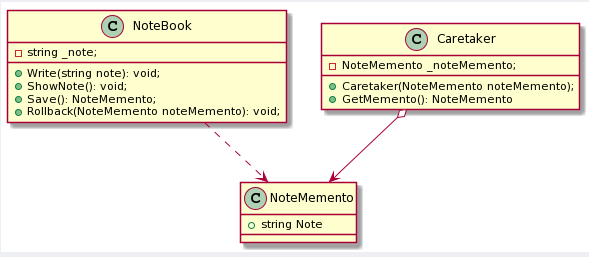 C NoteBook
string _note;
Write(string note): void;
ShowNote(): void;
Save(): NoteMemento;
Rollback(NoteMemento noteMemento): void;
C Caretaker
NoteMemento _noteMemento;
Caretaker(NoteMemento noteMemento);
GetMemento(): NoteMemento
C NoteMemento
string Note